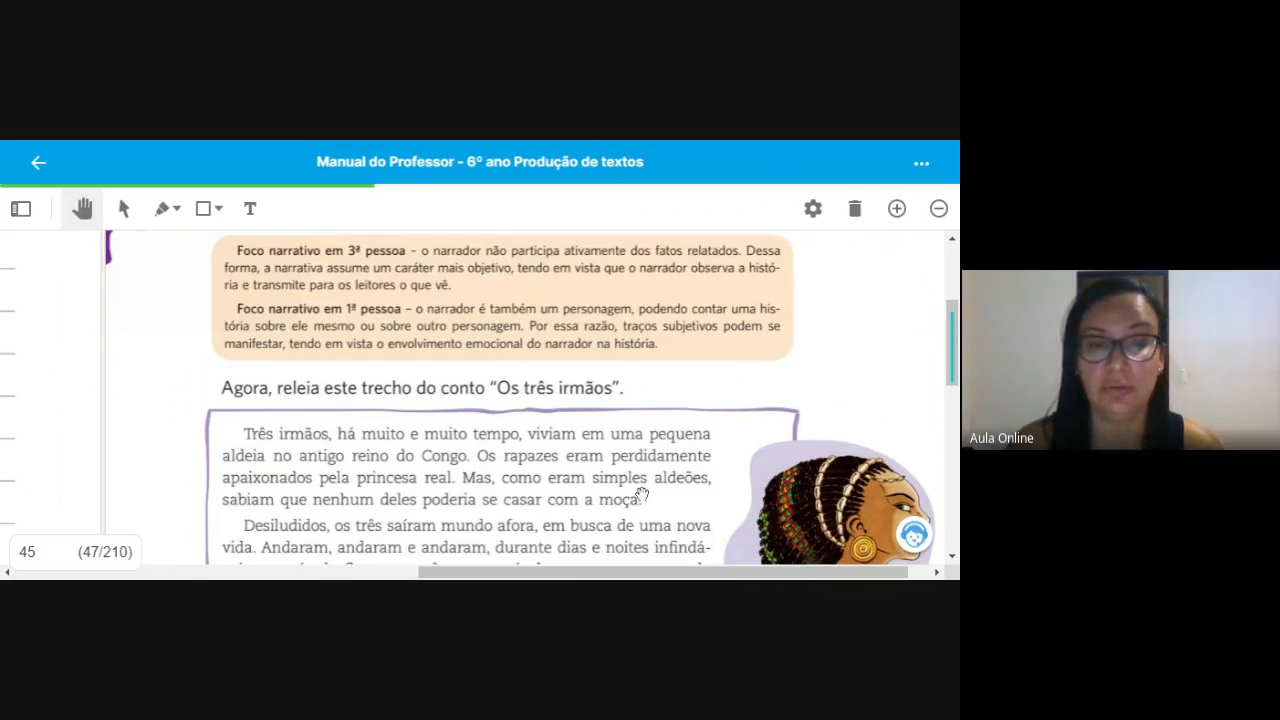 Manual do Professor - 6º ano Produção de textos
T
Foco narrativo em 3ª pessoa – o narrador não participa ativamente dos fatos relatados. Dessa
forma, a narrativa assume um caráter mais objetivo, tendo em vista que o narrador observa a histó-
ria e transmite para os leitores o que vê.
Foco narrativo em 1ª pessoa – o narrador é também um personagem, podendo contar uma his-
tória sobre ele mesmo ou sobre outro personagem. Por essa razão, traços subjetivos podem se
manifestar, tendo em vista o envolvimento emocional do narrador na história.
Agora, releia este trecho do conto “Os três irmãos”.
Três irmãos, há muito e muito tempo, viviam em uma pequena
aldeia no antigo reino do Congo. Os rapazes eram perdidamente
apaixonados pela princesa real. Mas, como eram simples aldeões,
sabiam que nenhum deles poderia se casar com a moça.
Desiludidos, os três saíram mundo afora, em busca de uma nova
vida. Andaram, andaram e andaram, durante dias e noites infindá-
45 (47/210)
Aula Online